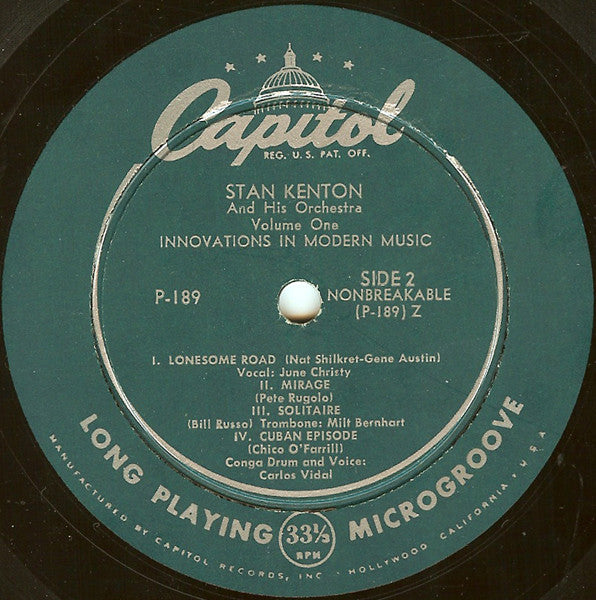 Capitol
REG. U.S. PAT. OFF.
STAN KENTON
And His Orchestra
Volume One
INNOVATIONS IN MODERN MUSIC
P-189
SIDE 2
NONBREAKABLE
(P-189) Z
I. LONESOME ROAD (Nat Shilkret-Gene Austin)
Vocal: June Christy
II. MIRAGE
(Pete Rugolo)
III. SOLITAIRE
(Bill Russo) Trombone: Milt Bernhart
IV. CUBAN EPISODE
(Chico O'Farrill)
Conga Drum and Voice:
Carlos Vidal
LONG PLAYING 33⅓ RPM MICROGROOVE
MANUFACTURED BY CAPITOL RECORDS, INC · HOLLYWOOD CALIFORNIA · U.S.A